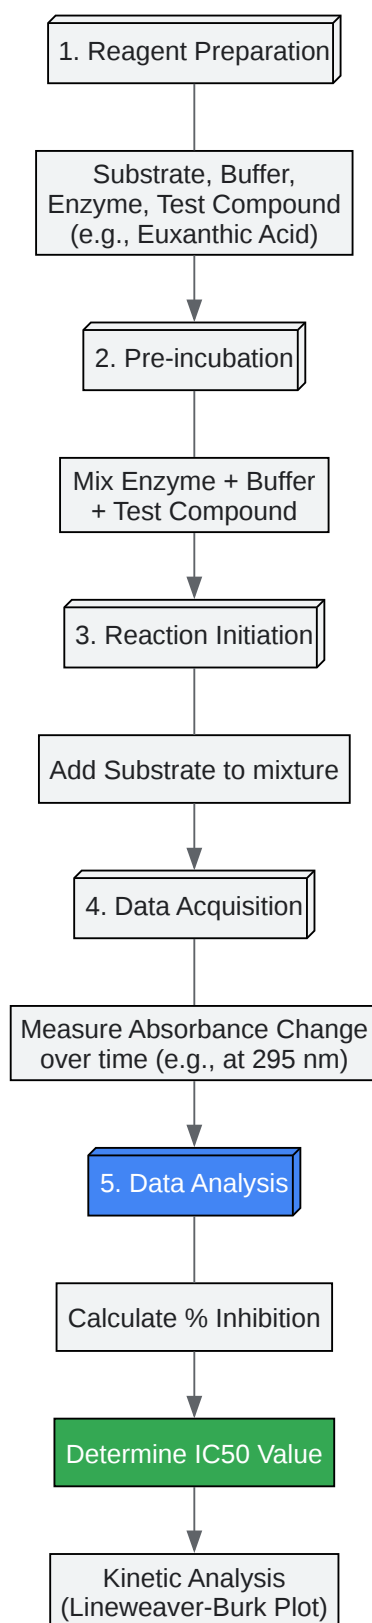 1. Reagent Preparation
Substrate, Buffer,
Enzyme, Test Compound
(e.g., Euxanthic Acid)
2. Pre-incubation
Mix Enzyme + Buffer
+ Test Compound
3. Reaction Initiation
Add Substrate to mixture
4. Data Acquisition
Measure Absorbance Change
over time (e.g., at 295 nm)
5. Data Analysis
Calculate % Inhibition
Determine IC50 Value
Kinetic Analysis
(Lineweaver-Burk Plot)